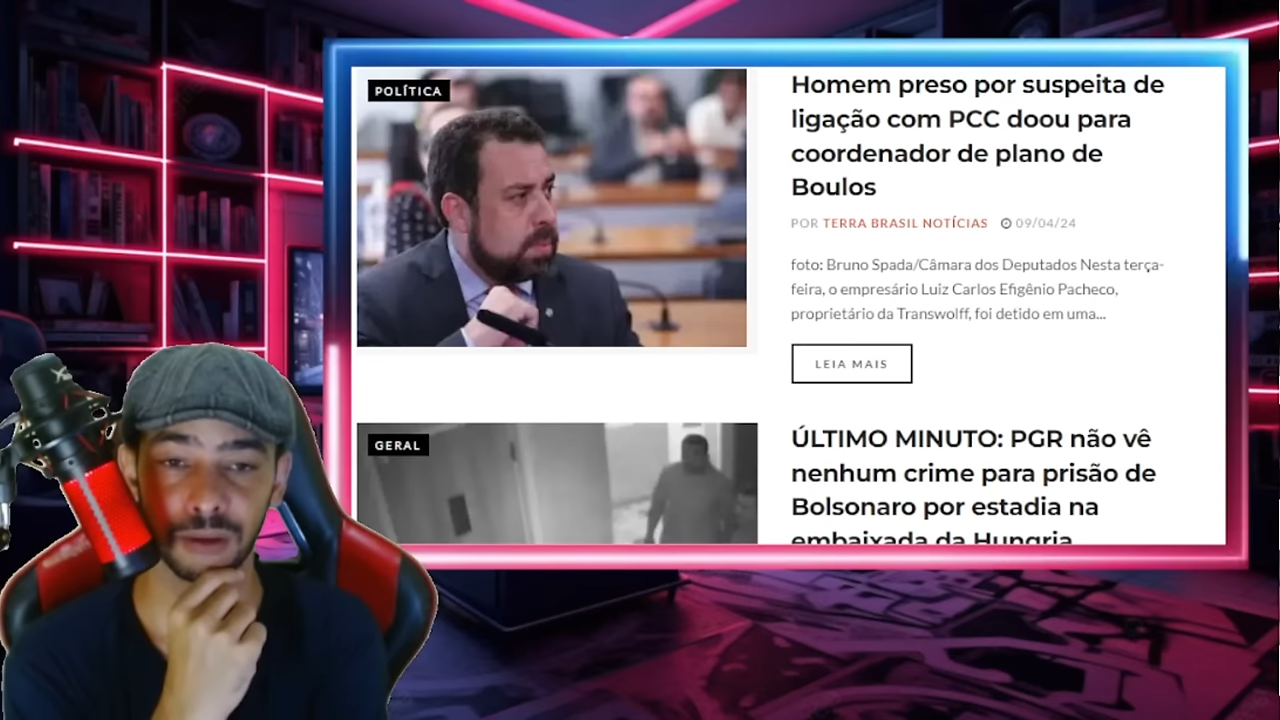 POLÍTICA
Homem preso por suspeita de
ligação com PCC doou para
coordenador de plano de
Boulos
POR TERRA BRASIL NOTÍCIAS 09/04/24
foto: Bruno Spada/Câmara dos Deputados Nesta terça-
feira, o empresário Luiz Carlos Efigênio Pacheco,
proprietário da Transwolff, foi detido em uma...
LEIA MAIS
GERAL
ÚLTIMO MINUTO: PGR não vê
nenhum crime para prisão de
Bolsonaro por estadia na
embaixada da Hungria